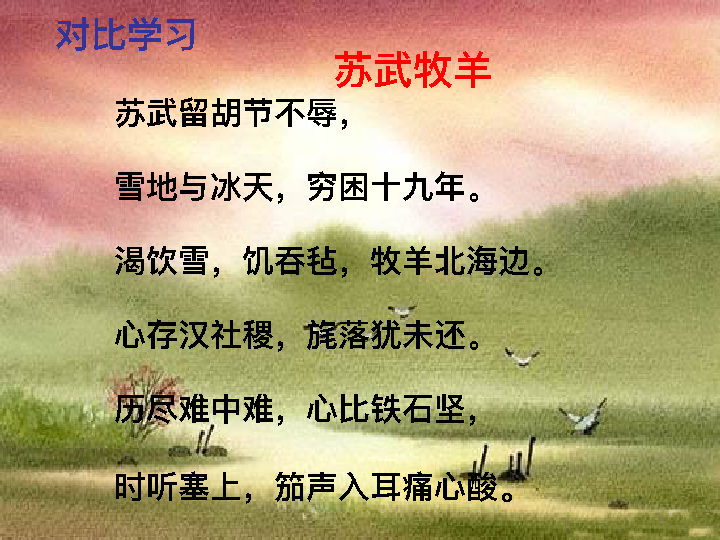 对比学习
苏武牧羊
苏武留胡节不辱，
雪地与冰天，穷困十九年。
渴饮雪，饥吞毡，牧羊北海边。
心存汉社稷，旄落犹未还。
历尽难中难，心比铁石坚，
时听塞上，笳声入耳痛心酸。